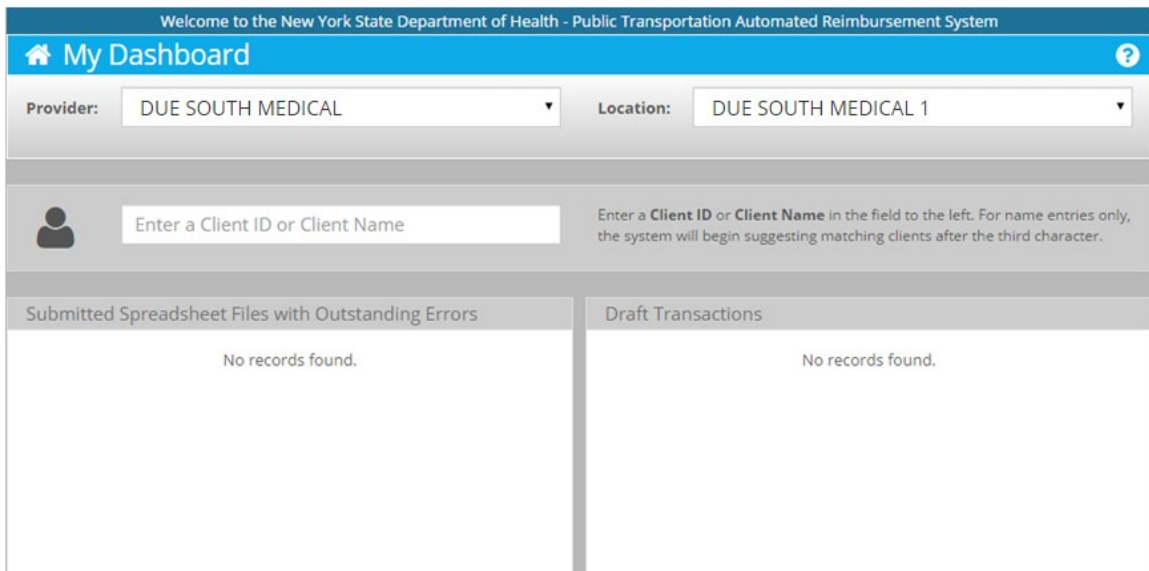 Welcome to the New York State Department of Health - Public Transportation Automated Reimbursement System
My Dashboard
?
Provider:
DUE SOUTH MEDICAL
Location:
DUE SOUTH MEDICAL 1
Enter a Client ID or Client Name
Enter a Client ID or Client Name in the field to the left. For name entries only,
the system will begin suggesting matching clients after the third character.
Submitted Spreadsheet Files with Outstanding Errors
Draft Transactions
No records found.
No records found.